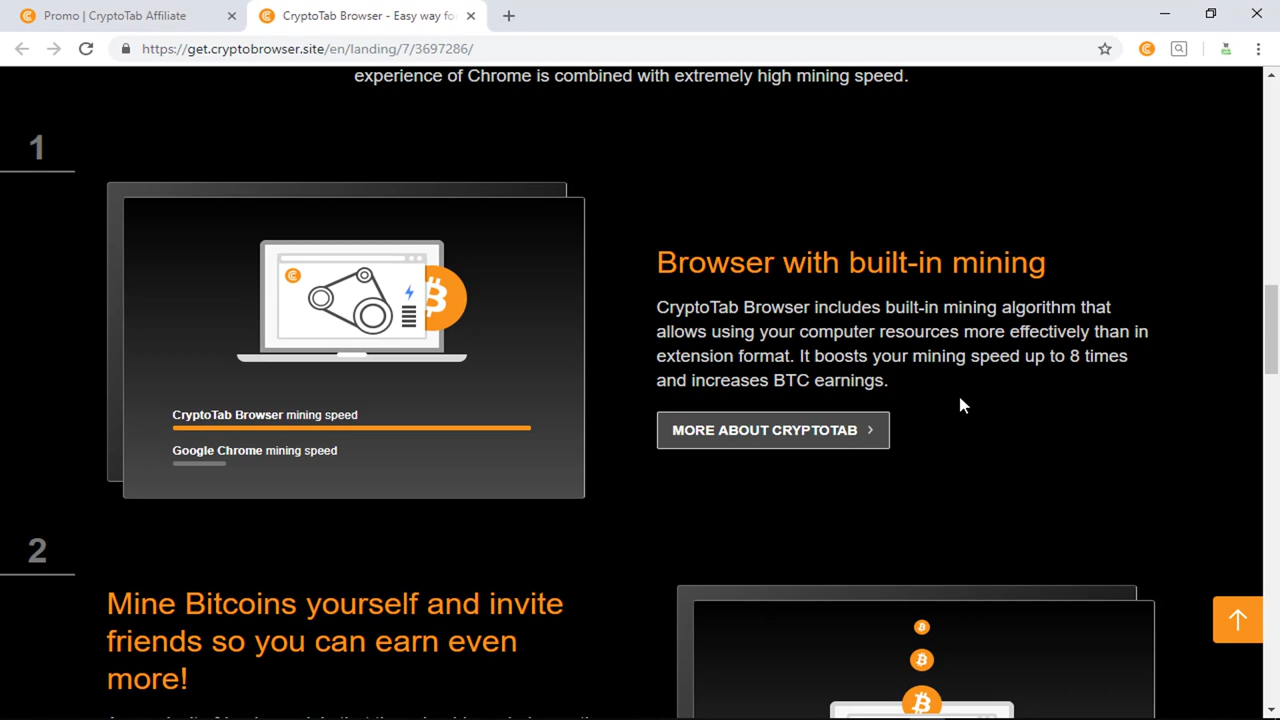 Promo | CryptoTab Affiliate
CryptoTab Browser - Easy way for
https://get.cryptobrowser.site/en/landing/7/3697286/
experience of Chrome is combined with extremely high mining speed.
1
Browser with built-in mining
CryptoTab Browser includes built-in mining algorithm that
allows using your computer resources more effectively than in
extension format. It boosts your mining speed up to 8 times
and increases BTC earnings.
MORE ABOUT CRYPTOTAB
CryptoTab Browser mining speed
Google Chrome mining speed
2
Mine Bitcoins yourself and invite
friends so you can earn even
more!